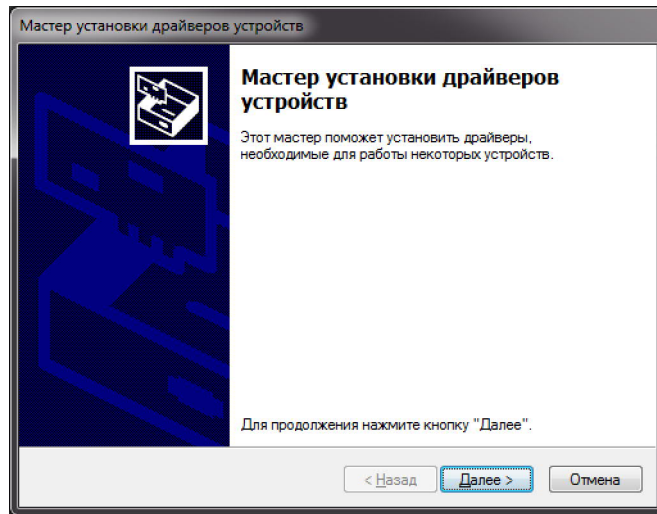 Мастер установки драйверов устройств
Мастер установки драйверов
устройств
Этот мастер поможет установить драйверы,
необходимые для работы некоторых устройств.
Для продолжения нажмите кнопку "Далее".
< Назад Далее > Отмена